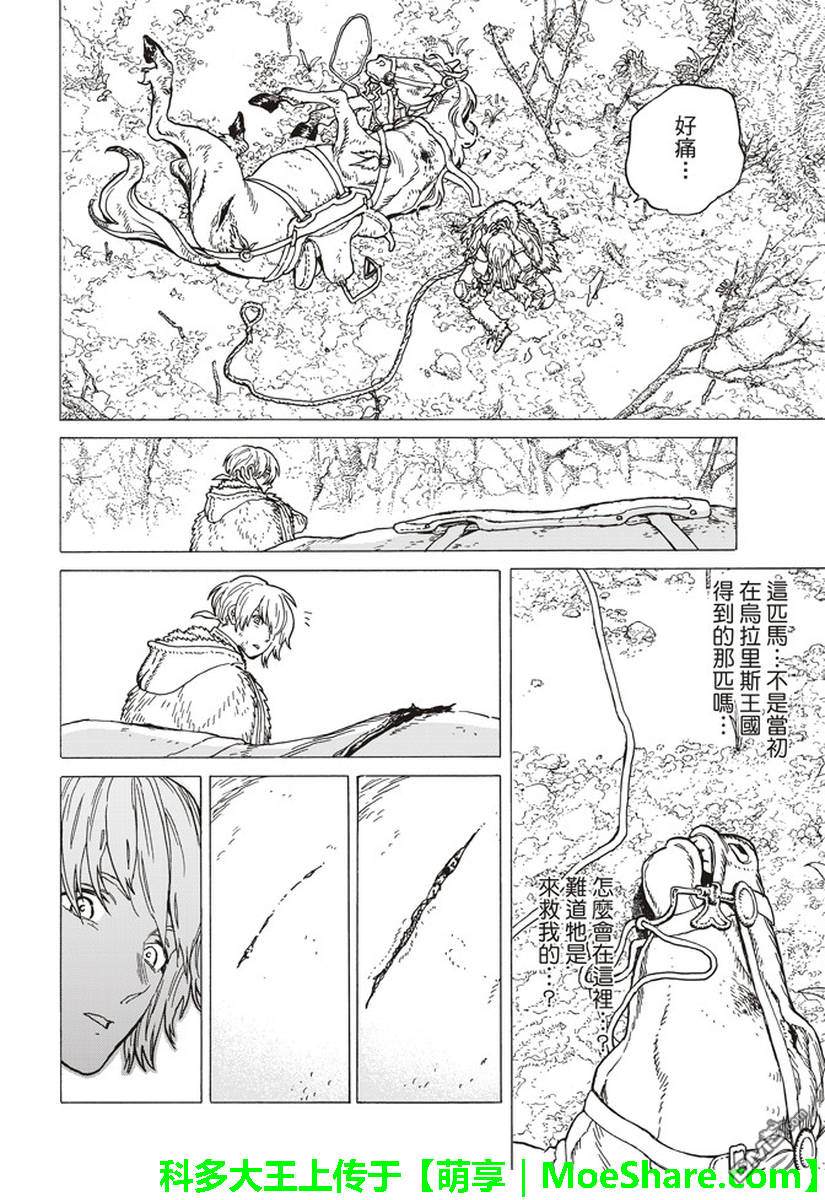 好痛…
這匹馬…不是當初
在烏拉里斯王國
得到的那匹嗎…
怎麼會在這裡…？
難道牠是
來救我的…？
科多大王上传于【萌享｜MoeShare.com】